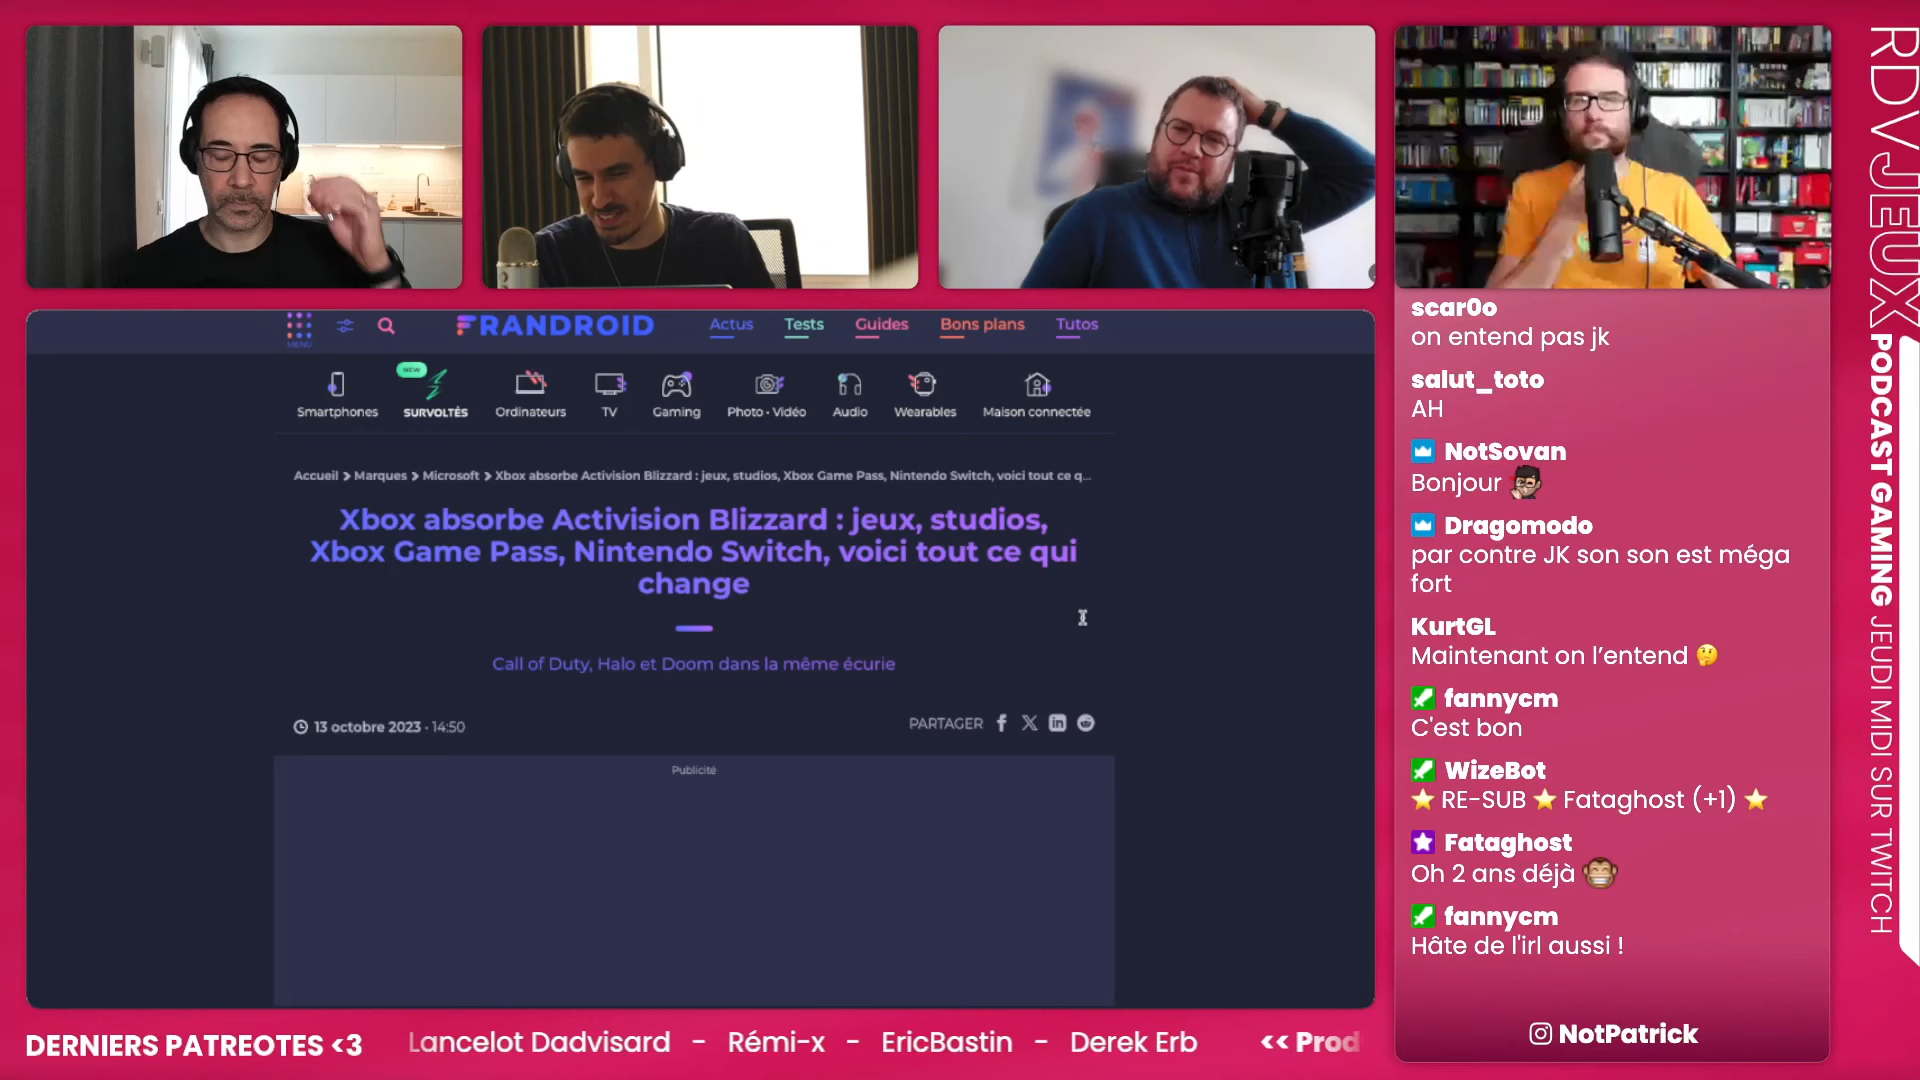 FRANDROID
Actus
Tests
Guides
Bons plans
Tutos
MENU
NEW
Smartphones
SURVOLTÉS
Ordinateurs
TV
Gaming
Photo • Vidéo
Audio
Wearables
Maison connectée
Accueil > Marques > Microsoft > Xbox absorbe Activision Blizzard : jeux, studios, Xbox Game Pass, Nintendo Switch, voici tout ce q...
Xbox absorbe Activision Blizzard : jeux, studios,
Xbox Game Pass, Nintendo Switch, voici tout ce qui
change
Call of Duty, Halo et Doom dans la même écurie
13 octobre 2023 • 14:50
PARTAGER
Publicité
scar0o
on entend pas jk
salut_toto
AH
NotSovan
Bonjour
Dragomodo
par contre JK son son est méga
fort
KurtGL
Maintenant on l’entend 🤔
fannycm
C'est bon
WizeBot
⭐ RE-SUB ⭐ Fataghost (+1) ⭐
Fataghost
Oh 2 ans déjà
fannycm
Hâte de l'irl aussi !
NotPatrick
RDVJEUX PODCAST GAMING JEUDI MIDI SUR TWITCH
DERNIERS PATREOTES <3
Lancelot Dadvisard - Rémi-x - EricBastin - Derek Erb << Prod